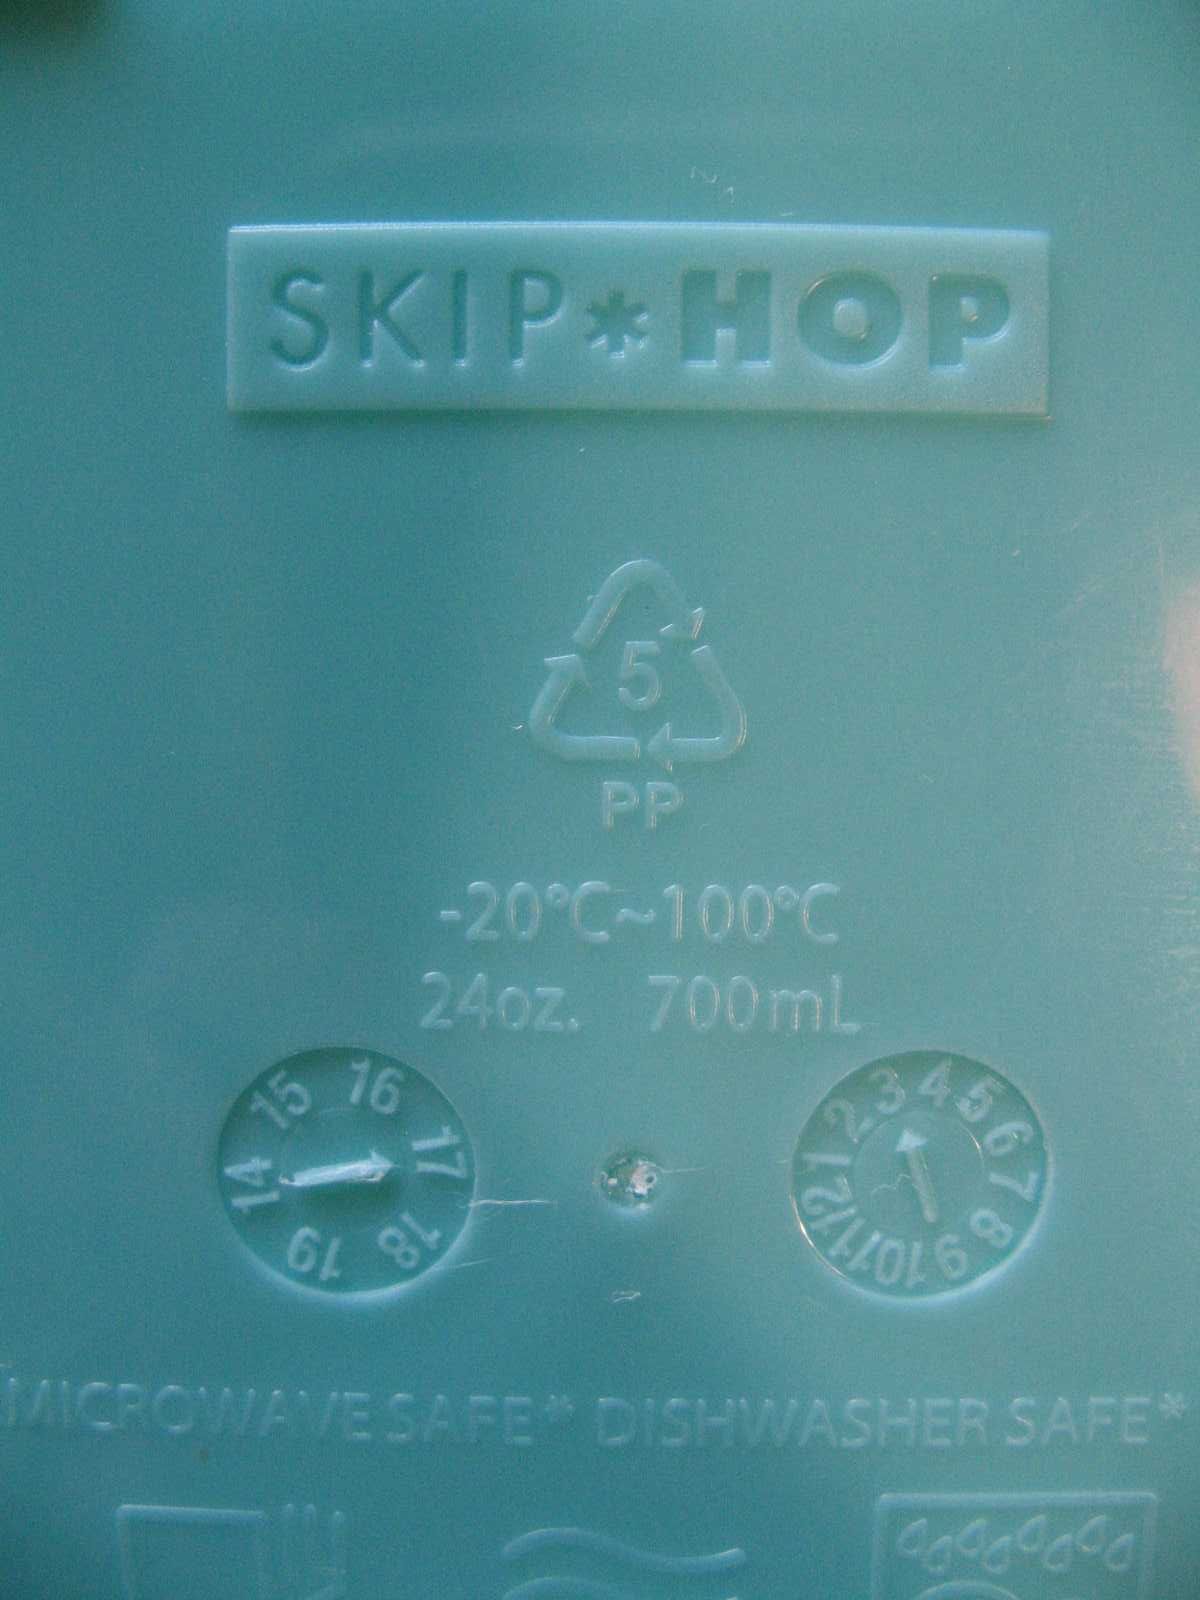 SKIP*HOP
5
PP
-20°C~100°C
24oz. 700mL
14 15 16 17 18 19
1 2 3 4 5 6 7 8 9 10 11 12
MICROWAVE SAFE* DISHWASHER SAFE*